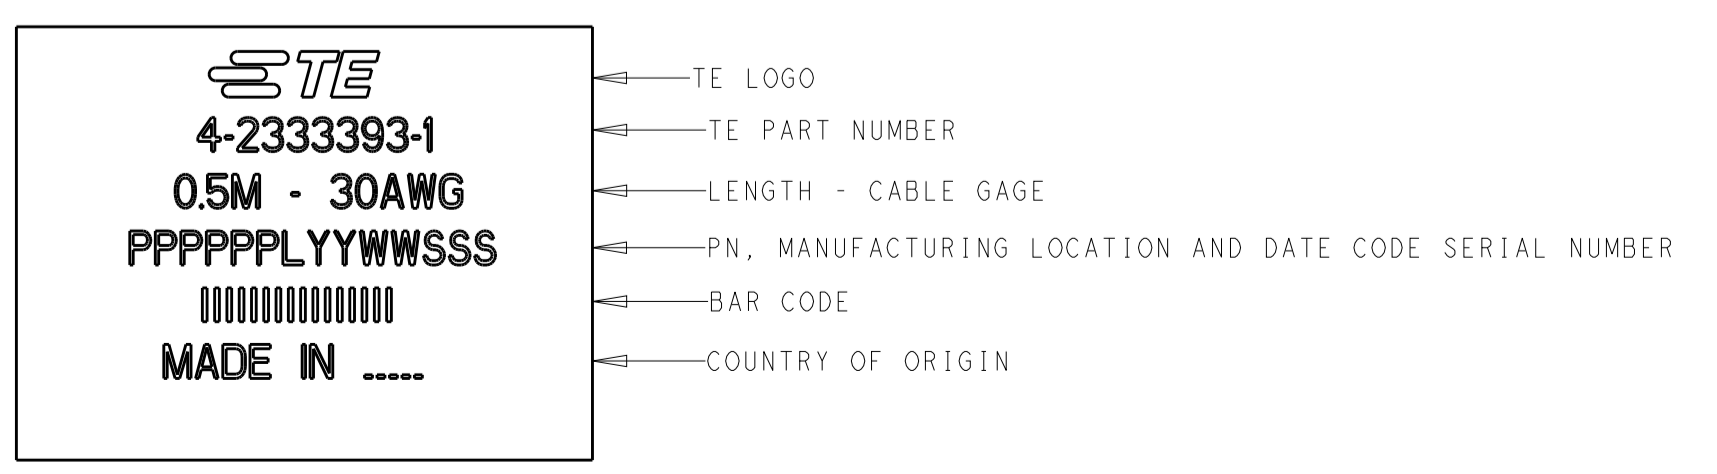 TE TE LOGO
4-2333393-1 TE PART NUMBER
0.5M - 30AWG LENGTH - CABLE GAGE
PPPPPPLYYWWSSS PN, MANUFACTURING LOCATION AND DATE CODE SERIAL NUMBER
BAR CODE
MADE IN _____ COUNTRY OF ORIGIN